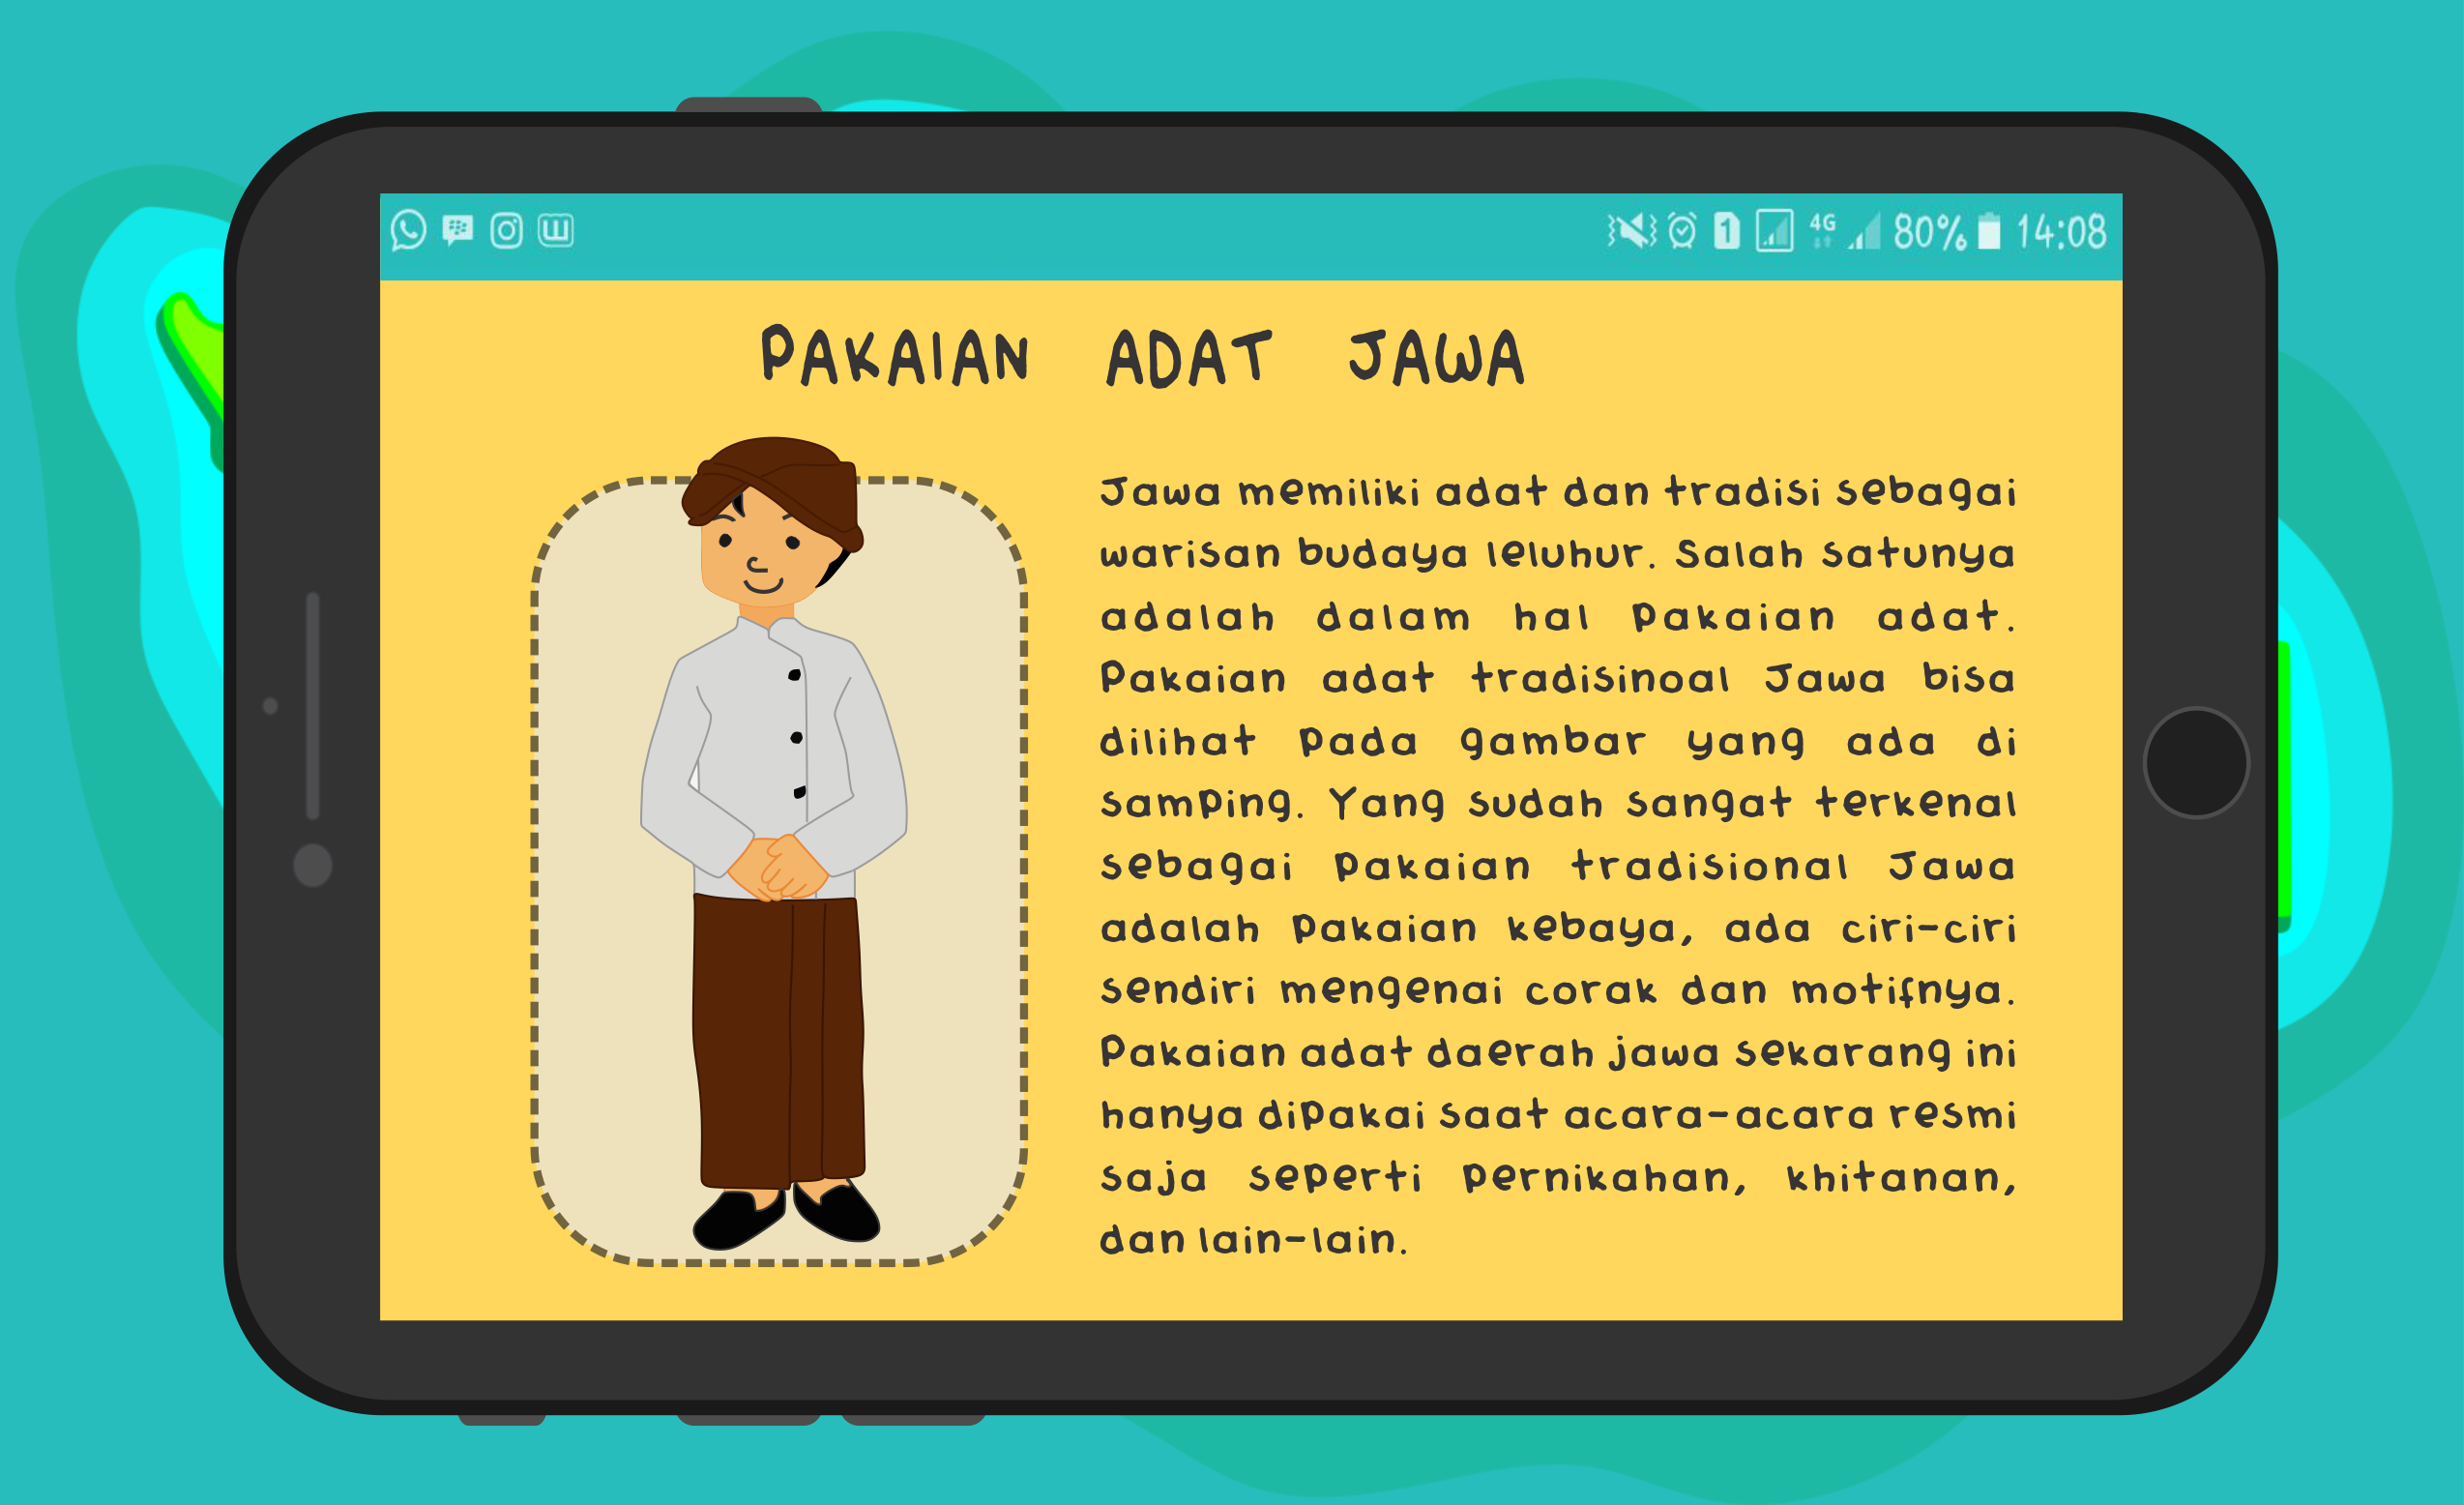 4G 80% 14:08
1
PAKAIAN ADAT JAWA
Jawa memiliki adat dan tradisi sebagai
warisan budaya leluhur. Salah satunya
adalah dalam hal pakaian adat.
Pakaian adat tradisinoal Jawa bisa
dilihat pada gambar yang ada di
samping. Yang sudah sangat terkenal
sebagai pakaian tradisional Jawa
adalah pakaian kebaya, ada ciri-ciri
sendiri mengenai corak dan motifnya.
Pakaian adat daerah jawa sekarang ini
hanya dipakai saat acara-acara resmi
saja seperti pernikahan, khitanan,
dan lain-lain.